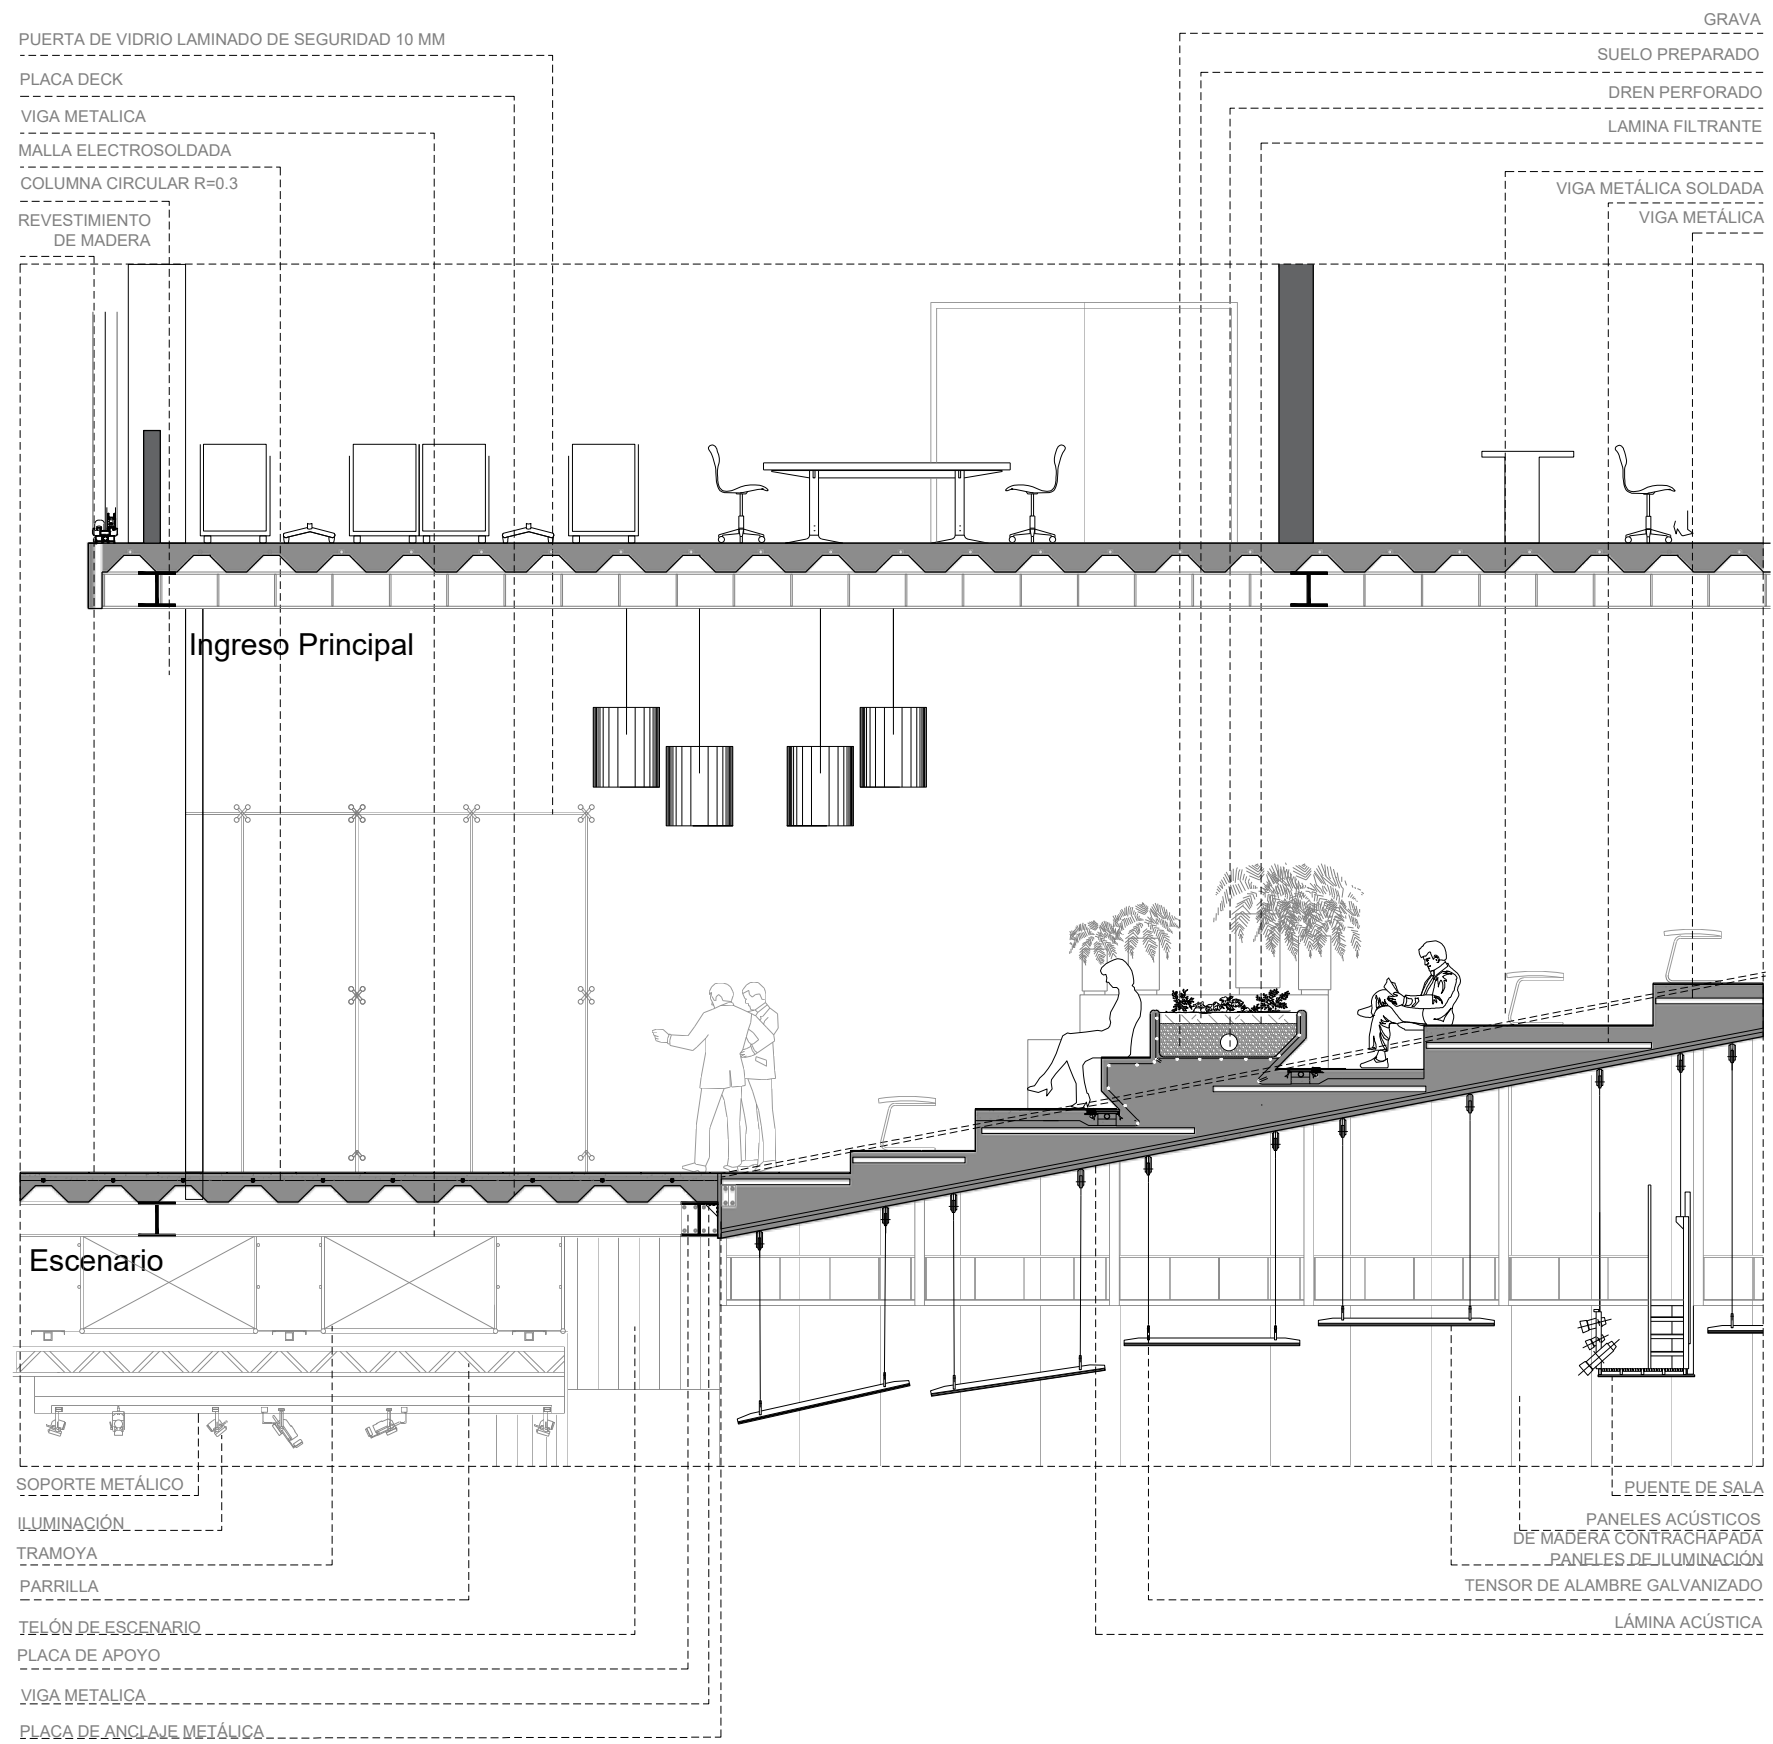 PUERTA DE VIDRIO LAMINADO DE SEGURIDAD 10 MM
PLACA DECK
VIGA METALICA
MALLA ELECTROSOLDADA
COLUMNA CIRCULAR R=0.3
REVESTIMIENTO
DE MADERA
GRAVA
SUELO PREPARADO
DREN PERFORADO
LAMINA FILTRANTE
VIGA METÁLICA SOLDADA
VIGA METÁLICA
Ingreso Principal
Escenario
SOPORTE METÁLICO
ILUMINACIÓN
TRAMOYA
PARRILLA
TELÓN DE ESCENARIO
PLACA DE APOYO
VIGA METALICA
PLACA DE ANCLAJE METÁLICA
PUENTE DE SALA
PANELES ACÚSTICOS
DE MADERA CONTRACHAPADA
PANELES DE ILUMINACIÓN
TENSOR DE ALAMBRE GALVANIZADO
LÁMINA ACÚSTICA